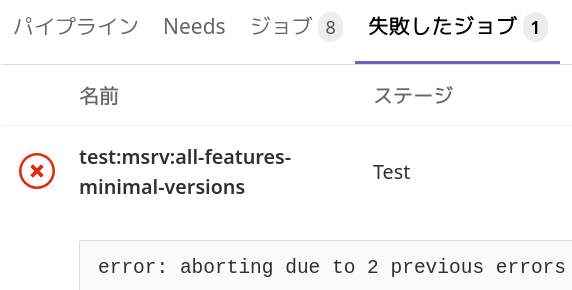 パイプライン Needs ジョブ 8 失敗したジョブ 1
名前 ステージ
test:msrv:all-features-
minimal-versions
Test
error: aborting due to 2 previous errors